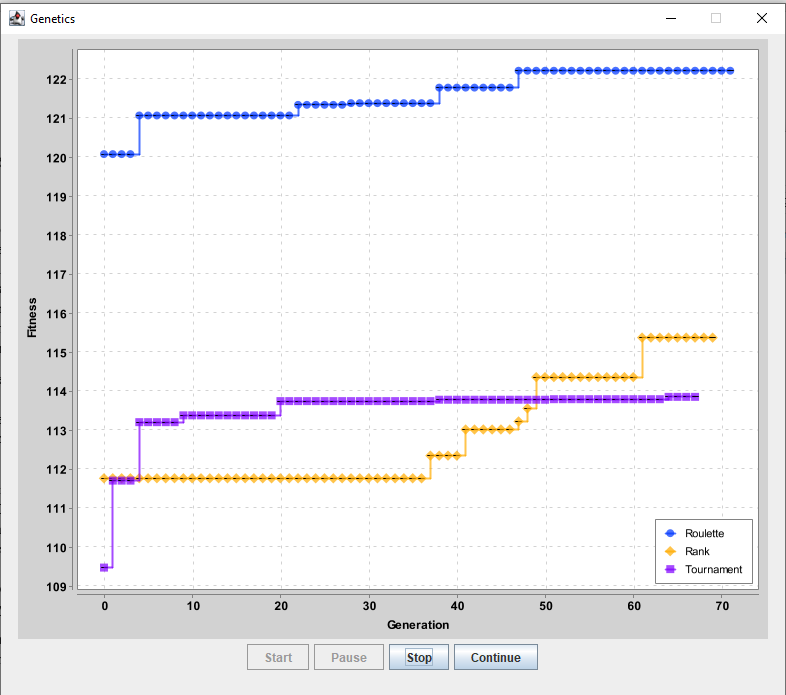 Genetics
122
121
120
119
118
117
116
115
114
113
112
111
110
109
Fitness
0 10 20 30 40 50 60 70
Generation
Roulette
Rank
Tournament
Start Pause Stop Continue